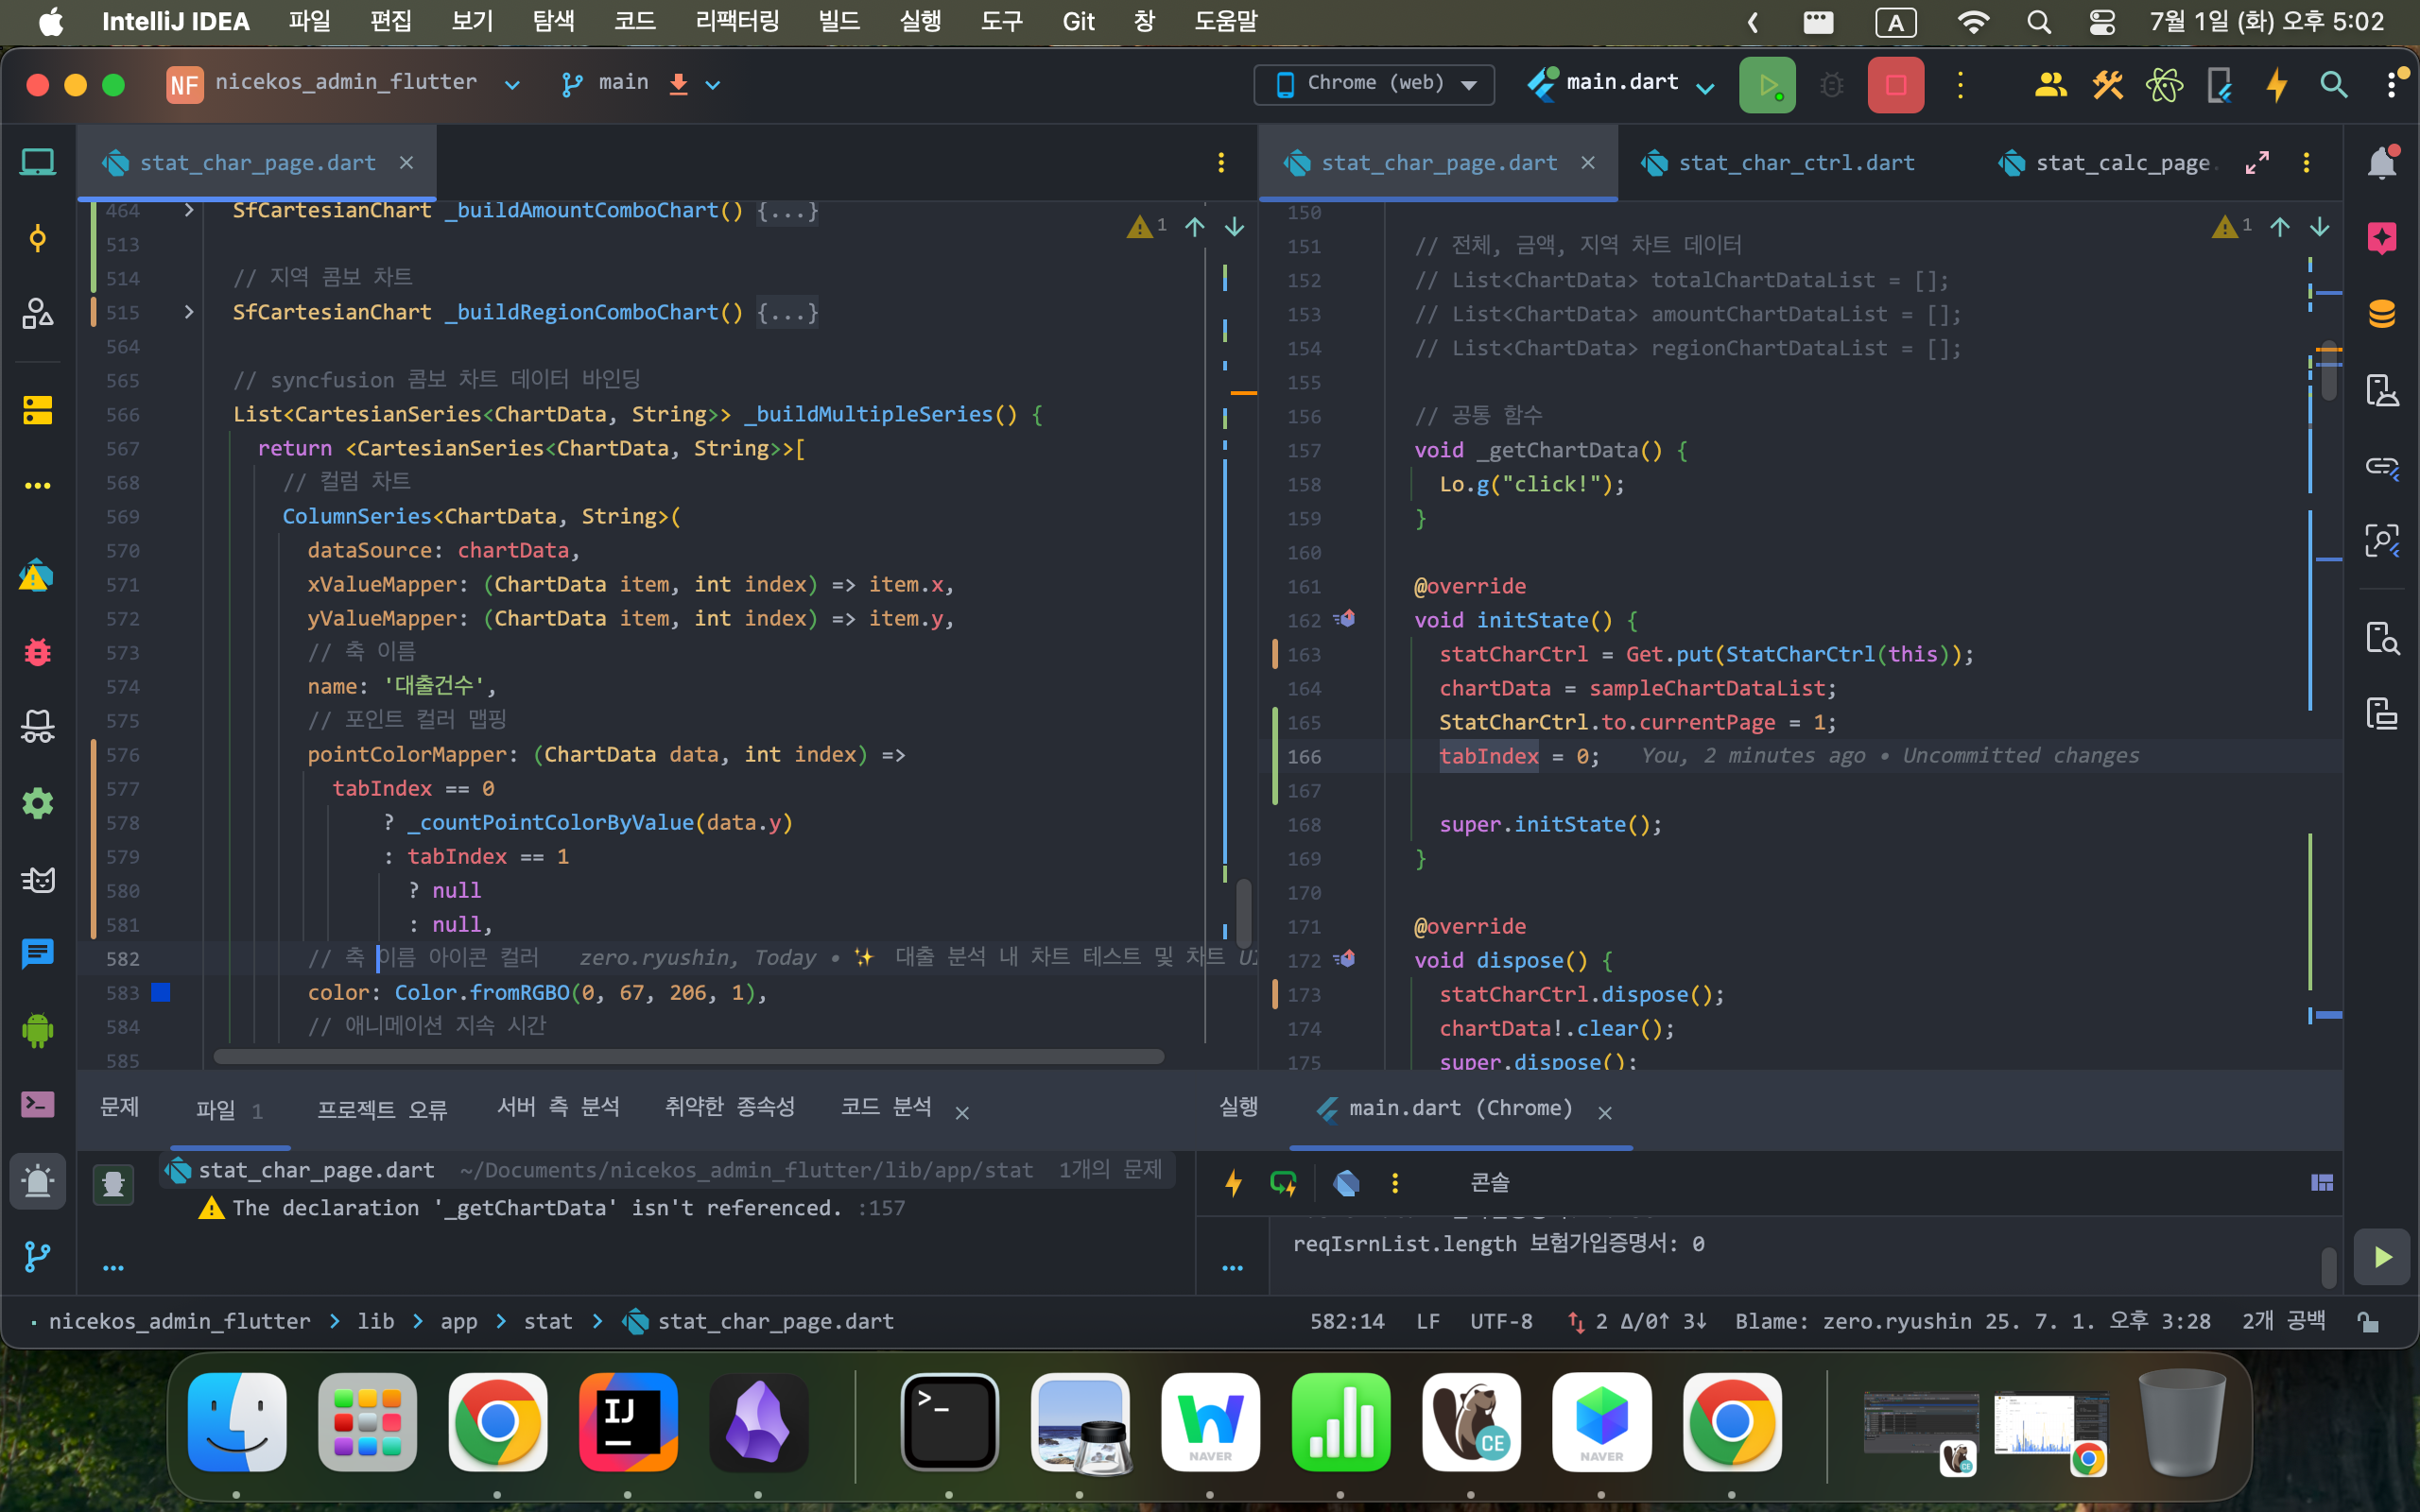 IntelliJ IDEA 파일 편집 보기 탐색 코드 리팩터링 빌드 실행 도구 Git 창 도움말 A 7월 1일 (화) 오후 5:02
NF nicekos_admin_flutter main Chrome (web) main.dart
stat_char_page.dart
464 SfCartesianChart _buildAmountComboChart() {...}
1
513
514 // 지역 콤보 차트
515 SfCartesianChart _buildRegionComboChart() {...}
564
565 // syncfusion 콤보 차트 데이터 바인딩
566 List<CartesianSeries<ChartData, String>> _buildMultipleSeries() {
567 return <CartesianSeries<ChartData, String>>[
568 // 컬럼 차트
569 ColumnSeries<ChartData, String>(
570 dataSource: chartData,
571 xValueMapper: (ChartData item, int index) => item.x,
572 yValueMapper: (ChartData item, int index) => item.y,
573 // 축 이름
574 name: '대출건수',
575 // 포인트 컬러 맵핑
576 pointColorMapper: (ChartData data, int index) =>
577 tabIndex == 0
578 ? _countPointColorByValue(data.y)
579 : tabIndex == 1
580 ? null
581 : null,
582 // 축 이름 아이콘 컬러 zero.ryushin, Today • ✨ 대출 분석 내 차트 테스트 및 차트 UI
583 color: Color.fromRGBO(0, 67, 206, 1),
584 // 애니메이션 지속 시간
585
stat_char_page.dart stat_char_ctrl.dart stat_calc_page.
150
1
151 // 전체, 금액, 지역 차트 데이터
152 // List<ChartData> totalChartDataList = [];
153 // List<ChartData> amountChartDataList = [];
154 // List<ChartData> regionChartDataList = [];
155
156 // 공통 함수
157 void _getChartData() {
158 Lo.g("click!");
159 }
160
161 @override
162 void initState() {
163 statCharCtrl = Get.put(StatCharCtrl(this));
164 chartData = sampleChartDataList;
165 StatCharCtrl.to.currentPage = 1;
166 tabIndex = 0; You, 2 minutes ago • Uncommitted changes
167
168 super.initState();
169 }
170
171 @override
172 void dispose() {
173 statCharCtrl.dispose();
174 chartData!.clear();
175 super.dispose();
문제 파일 1 프로젝트 오류 서버 측 분석 취약한 종속성 코드 분석
stat_char_page.dart ~/Documents/nicekos_admin_flutter/lib/app/stat 1개의 문제
The declaration '_getChartData' isn't referenced. :157
실행 main.dart (Chrome)
콘솔
reqIsrnList.length 보험가입증명서: 0
nicekos_admin_flutter > lib > app > stat > stat_char_page.dart 582:14 LF UTF-8 2 Δ/0↑ 3↓ Blame: zero.ryushin 25. 7. 1. 오후 3:28 2개 공백
IJ
>_
NAVER
CE
NAVER